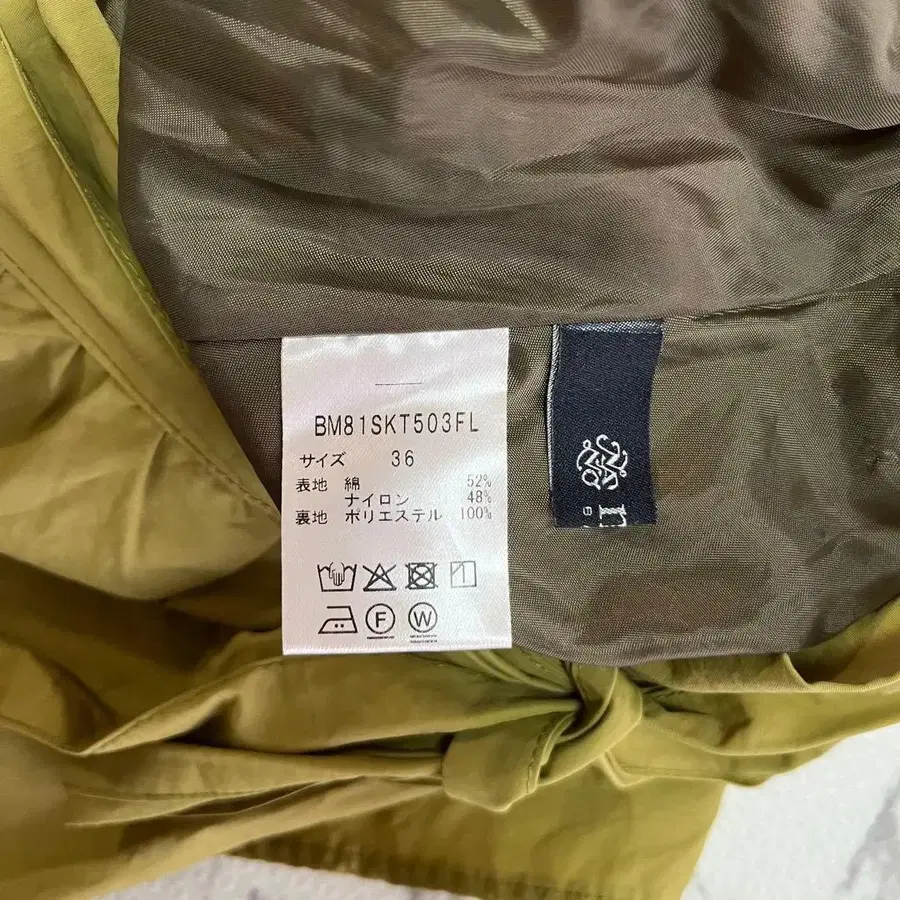 BM81SKT503FL
サイズ 36
表地 綿 52%
ナイロン 48%
裏地 ポリエステル 100%
F W